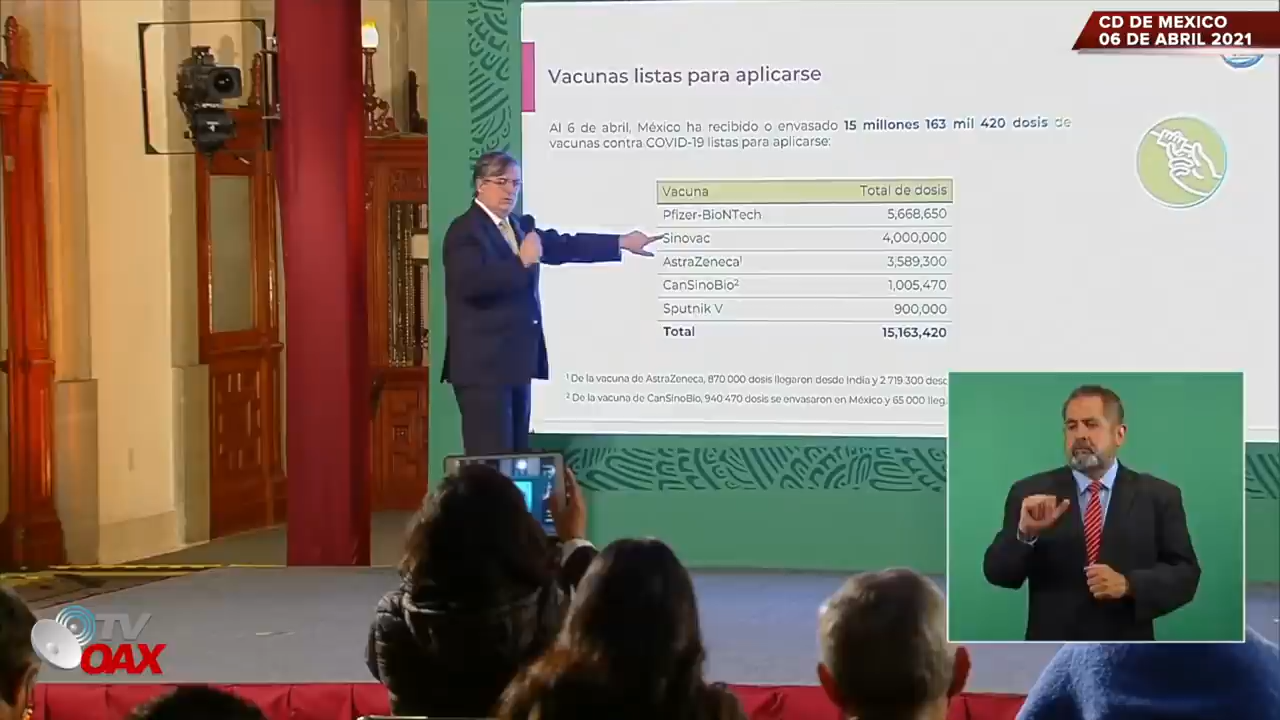 CD DE MEXICO
06 DE ABRIL 2021
Vacunas listas para aplicarse
Al 6 de abril, México ha recibido o envasado 15 millones 163 mil 420 dosis de
vacunas contra COVID-19 listas para aplicarse:
Vacuna Total de dosis
Pfizer-BioNTech 5,668,650
Sinovac 4,000,000
AstraZeneca¹ 3,589,300
CanSinoBio² 1,005,470
Sputnik V 900,000
Total 15,163,420
¹ De la vacuna de AstraZeneca, 870 000 dosis llegaron desde India y 2 719 300 desd
² De la vacuna de CanSinoBio, 940 470 dosis se envasaron en México y 65 000 lleg
TV
OAX